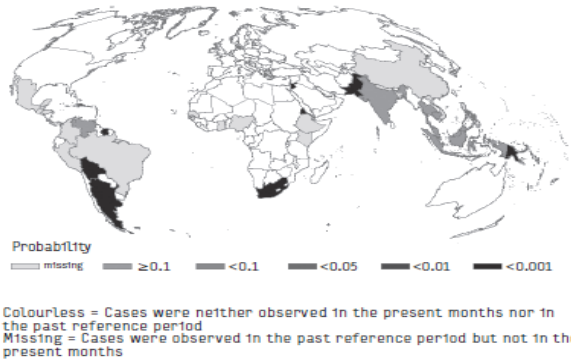 Probability
missing ≥0.1 <0.1 <0.05 <0.01 <0.001
Colourless = Cases were neither observed in the present months nor in
the past reference period
Missing = Cases were observed in the past reference period but not in the
present months